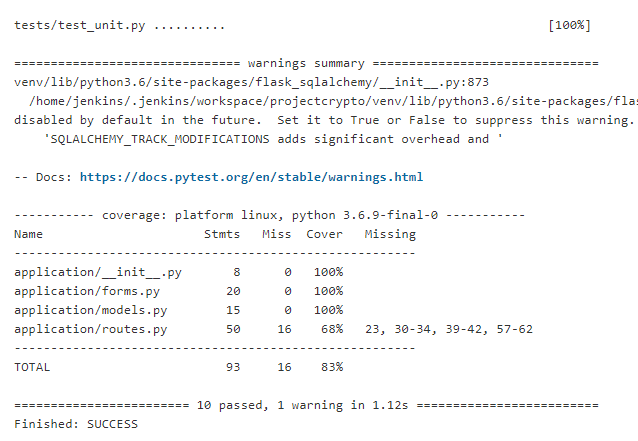 tests/test_unit.py .......... [100%]
============================== warnings summary ==============================
venv/lib/python3.6/site-packages/flask_sqlalchemy/__init__.py:873
/home/jenkins/.jenkins/workspace/projectcrypto/venv/lib/python3.6/site-packages/flas
disabled by default in the future.  Set it to True or False to suppress this warning.
'SQLALCHEMY_TRACK_MODIFICATIONS adds significant overhead and '
-- Docs: https://docs.pytest.org/en/stable/warnings.html
----------- coverage: platform linux, python 3.6.9-final-0 -----------
Name Stmts Miss Cover Missing
-----------------------------------------------------
application/__init__.py 8 0 100%
application/forms.py 20 0 100%
application/models.py 15 0 100%
application/routes.py 50 16 68% 23, 30-34, 39-42, 57-62
-----------------------------------------------------
TOTAL 93 16 83%
======================= 10 passed, 1 warning in 1.12s ========================
Finished: SUCCESS